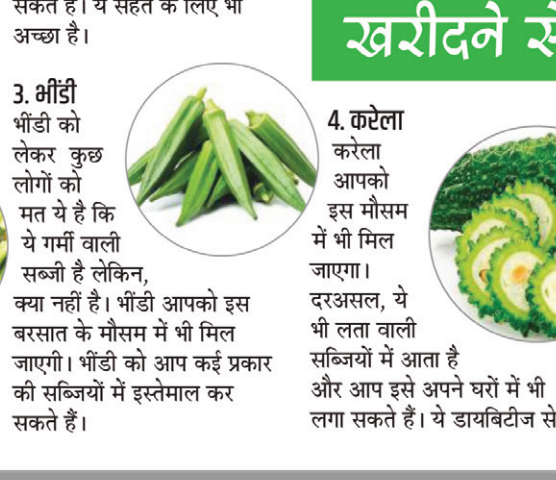 सकते हैं। ये सेहत के लिए भी
अच्छा है।
3. भींडी
भींडी को
लेकर कुछ
लोगों को
मत ये है कि
ये गर्मी वाली
सब्जी है लेकिन,
क्या नहीं है। भींडी आपको इस
बरसात के मौसम में भी मिल
जाएगी। भींडी को आप कई प्रकार
की सब्जियों में इस्तेमाल कर
सकते हैं।
खरीदने से
4. करेला
करेला
आपको
इस मौसम
में भी मिल
जाएगा।
दरअसल, ये
भी लता वाली
सब्जियों में आता है
और आप इसे अपने घरों में भी
लगा सकते हैं। ये डायबिटीज से